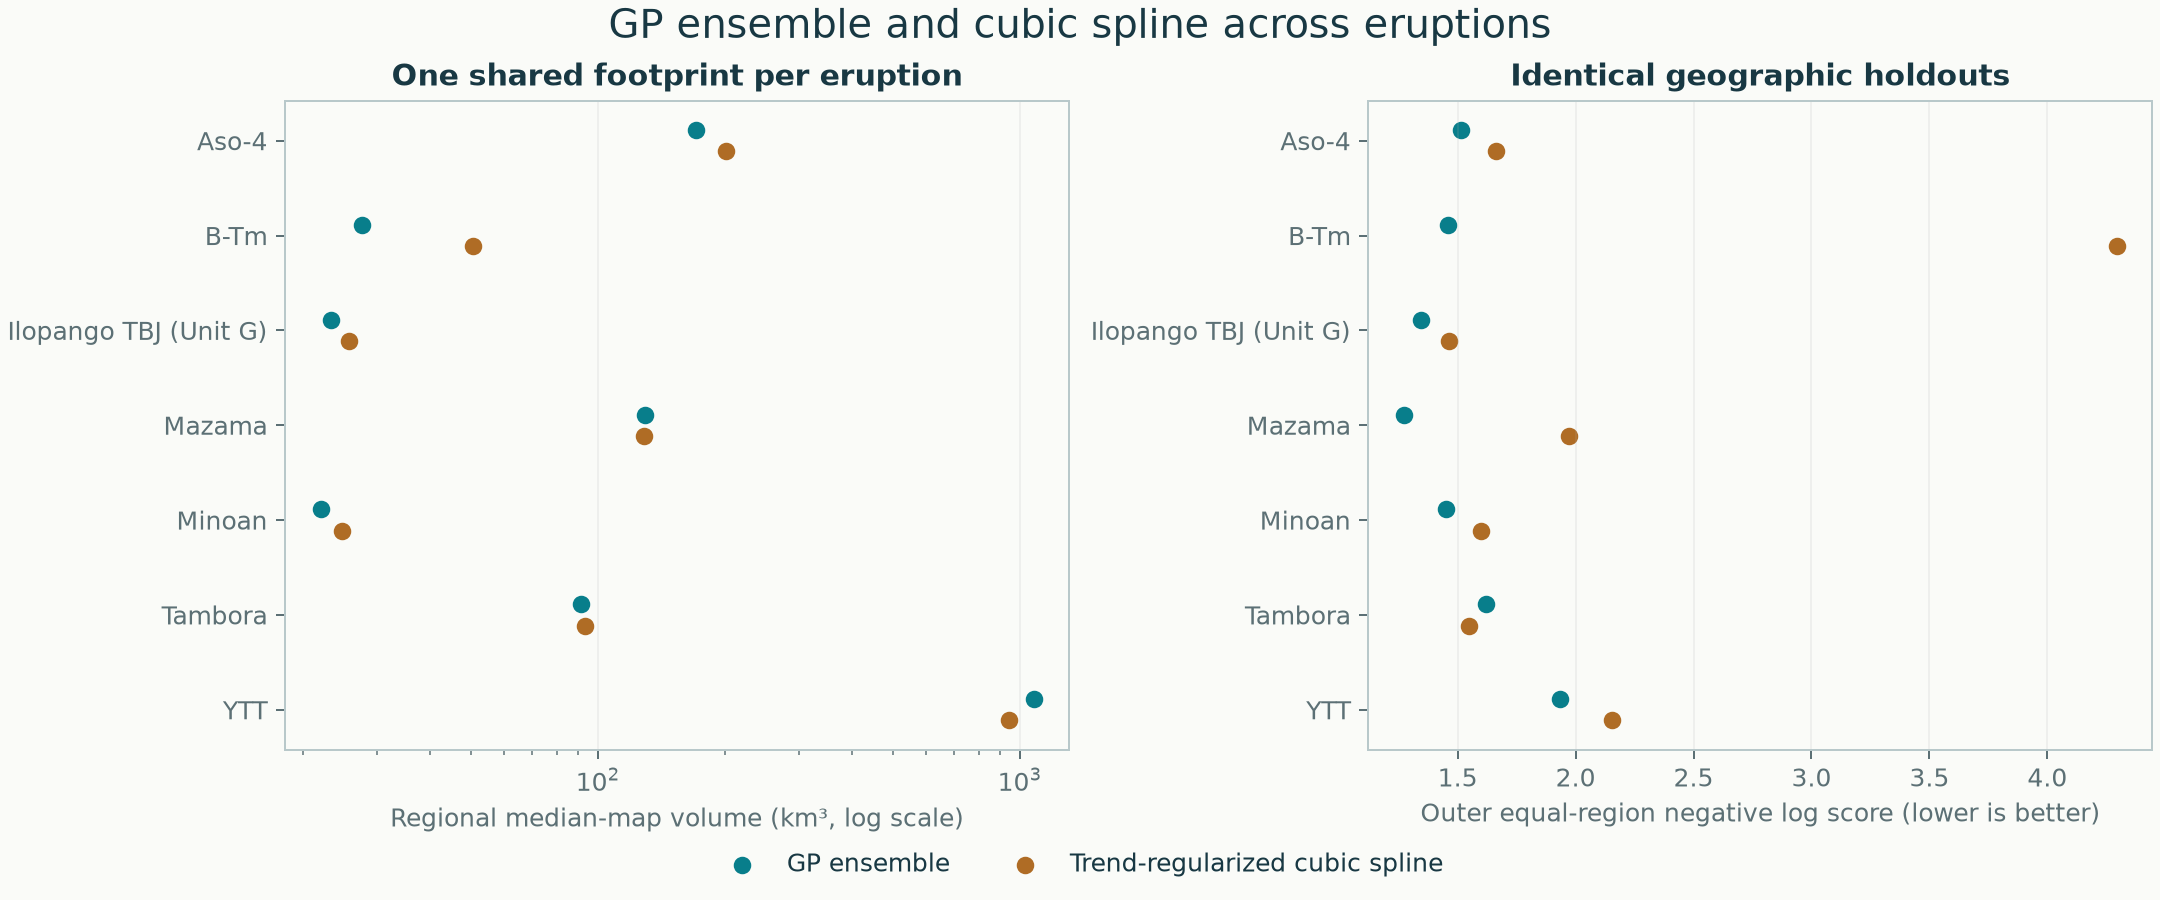 GP ensemble and cubic spline across eruptions
One shared footprint per eruption
Aso-4
B-Tm
Ilopango TBJ (Unit G)
Mazama
Minoan
Tambora
YTT
10²
10³
Regional median-map volume (km³, log scale)
Identical geographic holdouts
Aso-4
B-Tm
Ilopango TBJ (Unit G)
Mazama
Minoan
Tambora
YTT
1.5
2.0
2.5
3.0
3.5
4.0
Outer equal-region negative log score (lower is better)
GP ensemble
Trend-regularized cubic spline